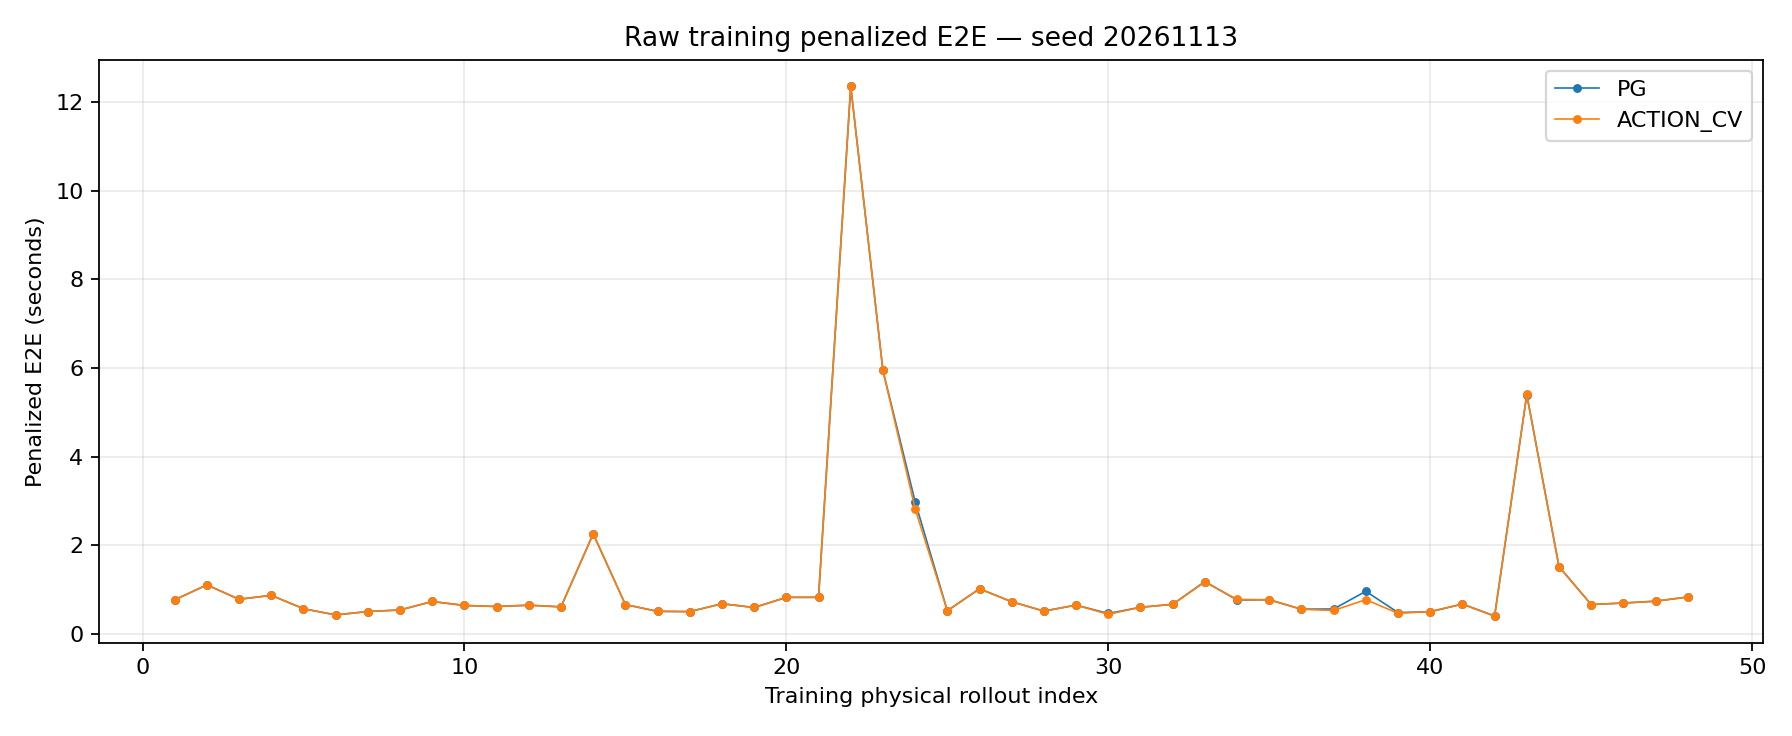 Raw training penalized E2E — seed 20261113
PG
ACTION_CV
12
10
8
6
4
2
0
Penalized E2E (seconds)
0 10 20 30 40 50
Training physical rollout index